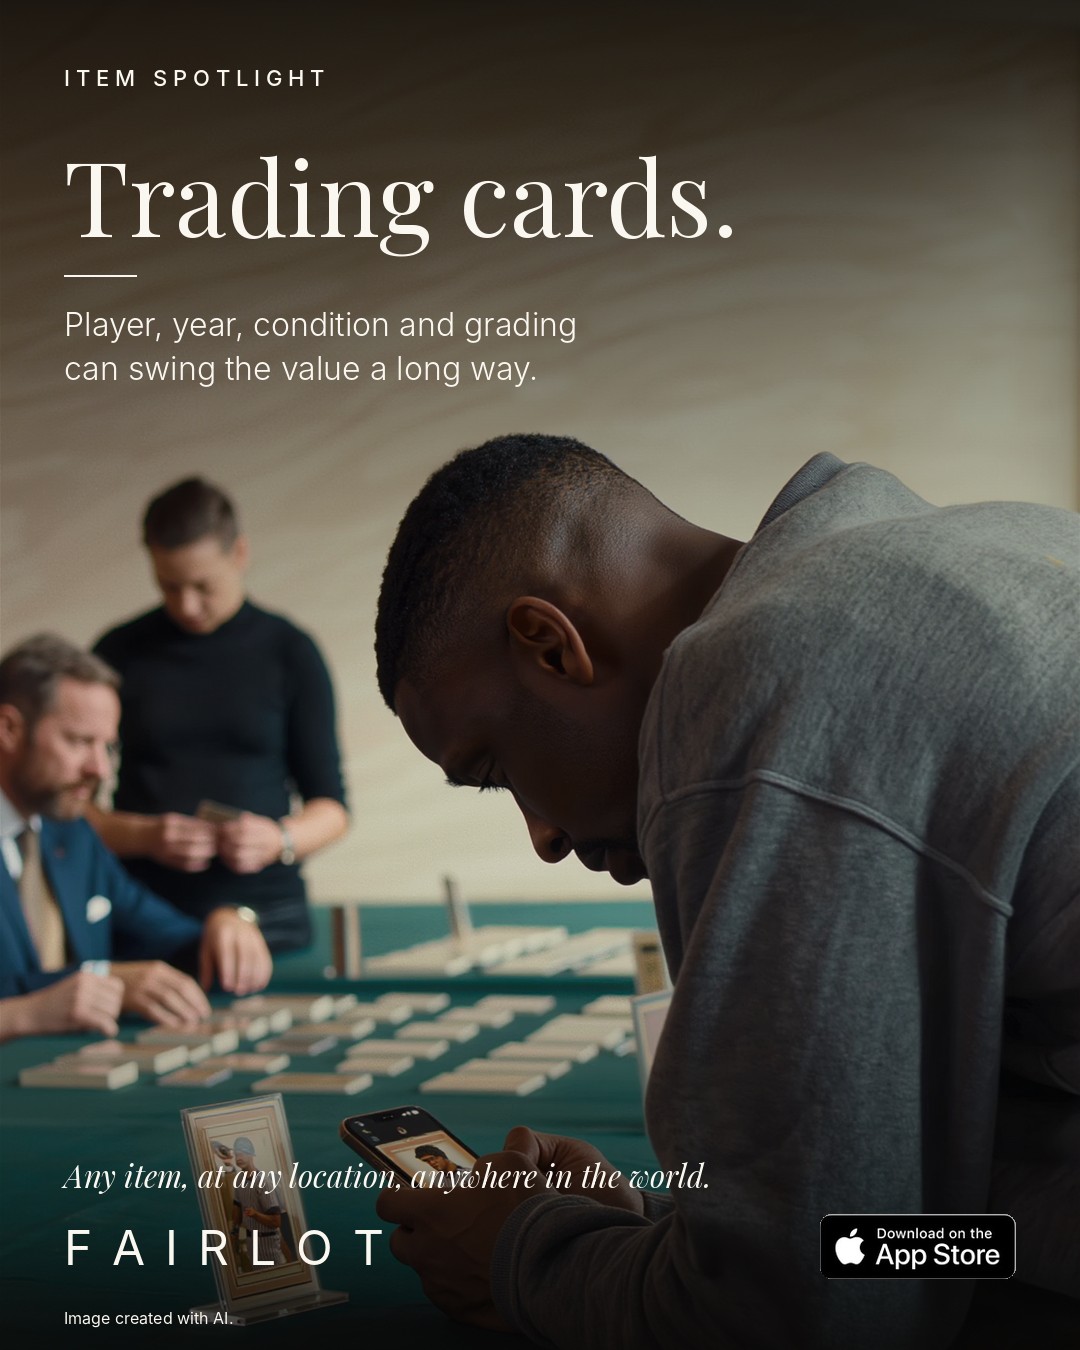 ITEM SPOTLIGHT
Trading cards.
Player, year, condition and grading
can swing the value a long way.
Any item, at any location, anywhere in the world.
FAIRLOT
Download on the
App Store
Image created with AI.